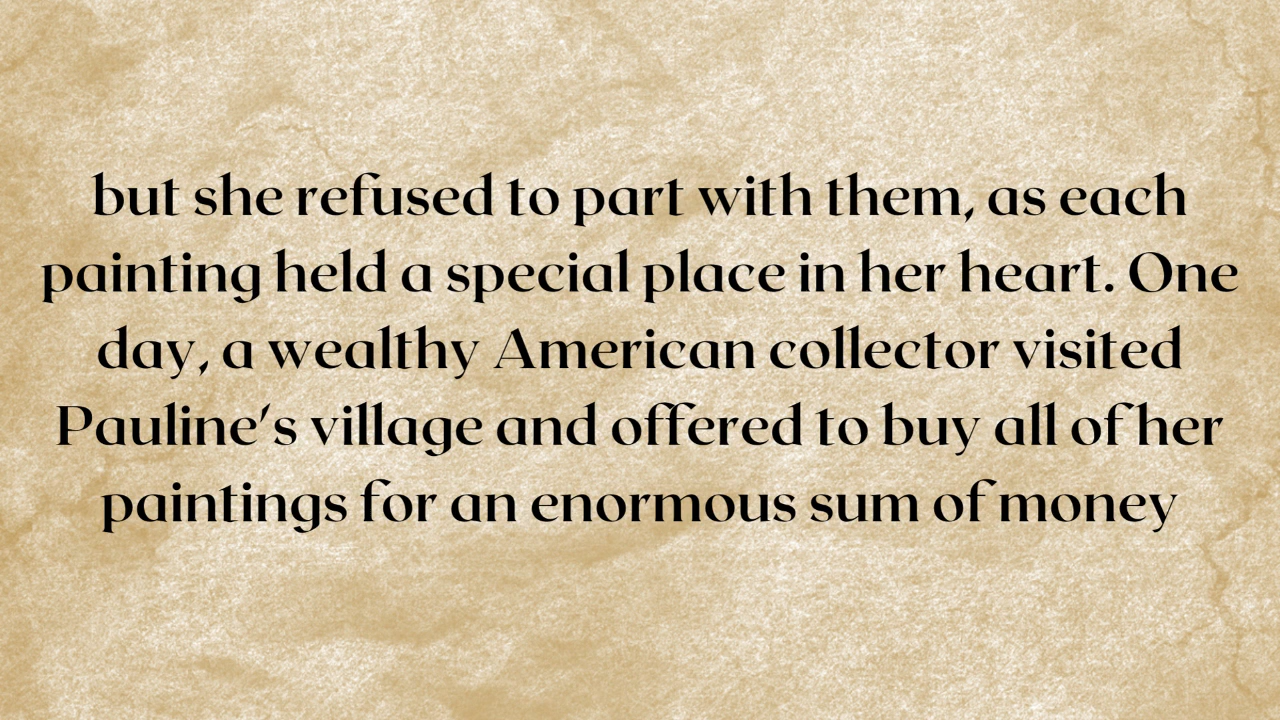 but she refused to part with them, as each
painting held a special place in her heart. One
day, a wealthy American collector visited
Pauline's village and offered to buy all of her
paintings for an enormous sum of money